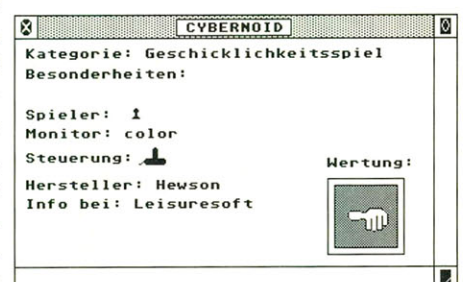 CYBERNOID
Kategorie: Geschicklichkeitsspiel
Besonderheiten:
Spieler:
Monitor: color
Steuerung:
Wertung:
Hersteller: Hewson
Info bei: Leisuresoft